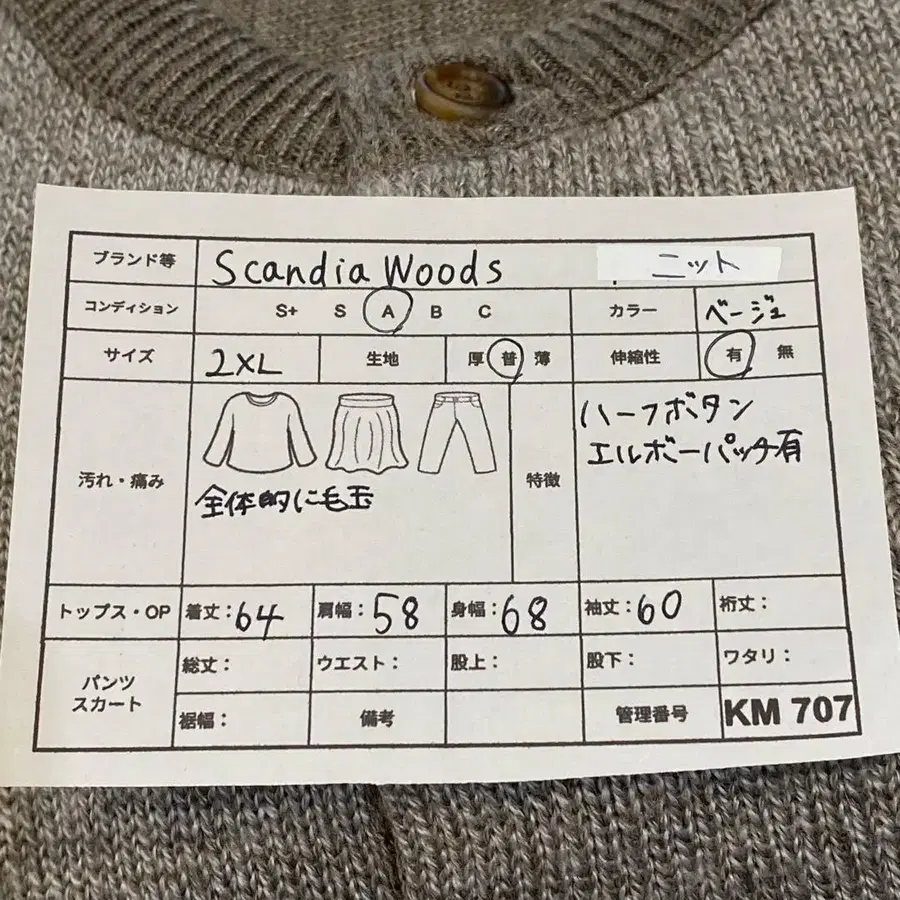 ブランド等 Scandia Woods ニット
コンディション S+ S A B C カラー ベージュ
サイズ 2XL 生地 厚 普 薄 伸縮性 有 無
汚れ・痛み 全体的に毛玉 特徴 ハーフボタン
エルボーパッチ有
トップス・OP 着丈:64 肩幅:58 身幅:68 袖丈:60 裄丈:
パンツ
スカート
総丈: ウエスト: 股上: 股下: ワタリ:
裾幅: 備考 管理番号 KM 707